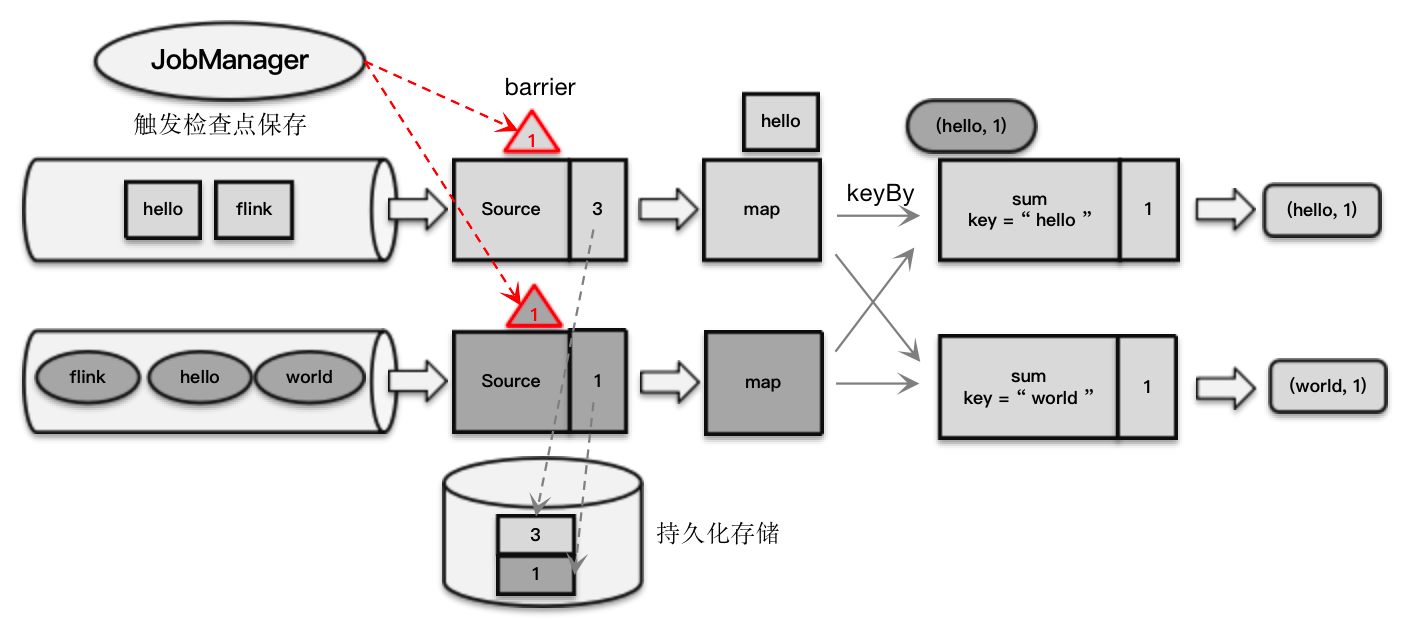 JobManager
触发检查点保存
barrier
1
hello
(hello, 1)
hello
flink
Source
3
map
keyBy
sum
key = “ hello ”
1
(hello, 1)
1
flink
hello
world
Source
1
map
sum
key = “ world ”
1
(world, 1)
3
1
持久化存储